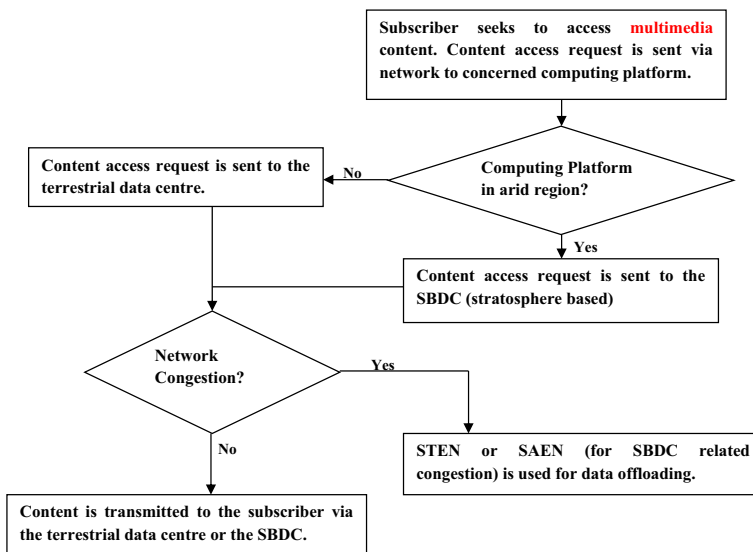 Subscriber seeks to access multimedia
content. Content access request is sent via
network to concerned computing platform.
Computing Platform
in arid region?
No
Content access request is sent to the
terrestrial data centre.
Yes
Content access request is sent to the
SBDC (stratosphere based)
Network
Congestion?
Yes
No
STEN or SAEN (for SBDC related
congestion) is used for data offloading.
Content is transmitted to the subscriber via
the terrestrial data centre or the SBDC.